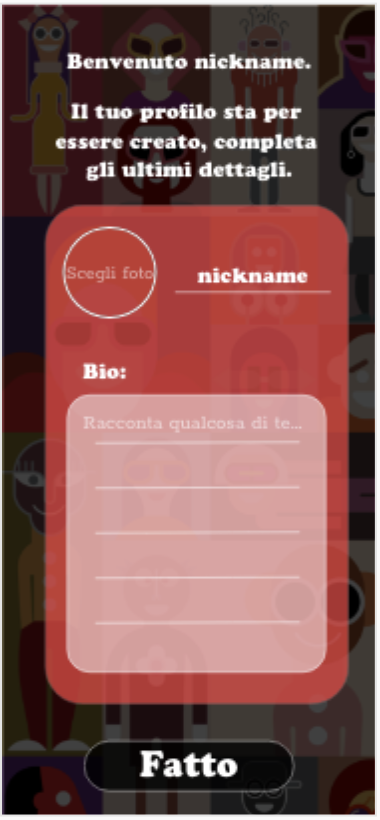 Benvenuto nickname.
Il tuo profilo sta per
essere creato, completa
gli ultimi dettagli.
Scegli foto
nickname
Bio:
Racconta qualcosa di te...
Fatto